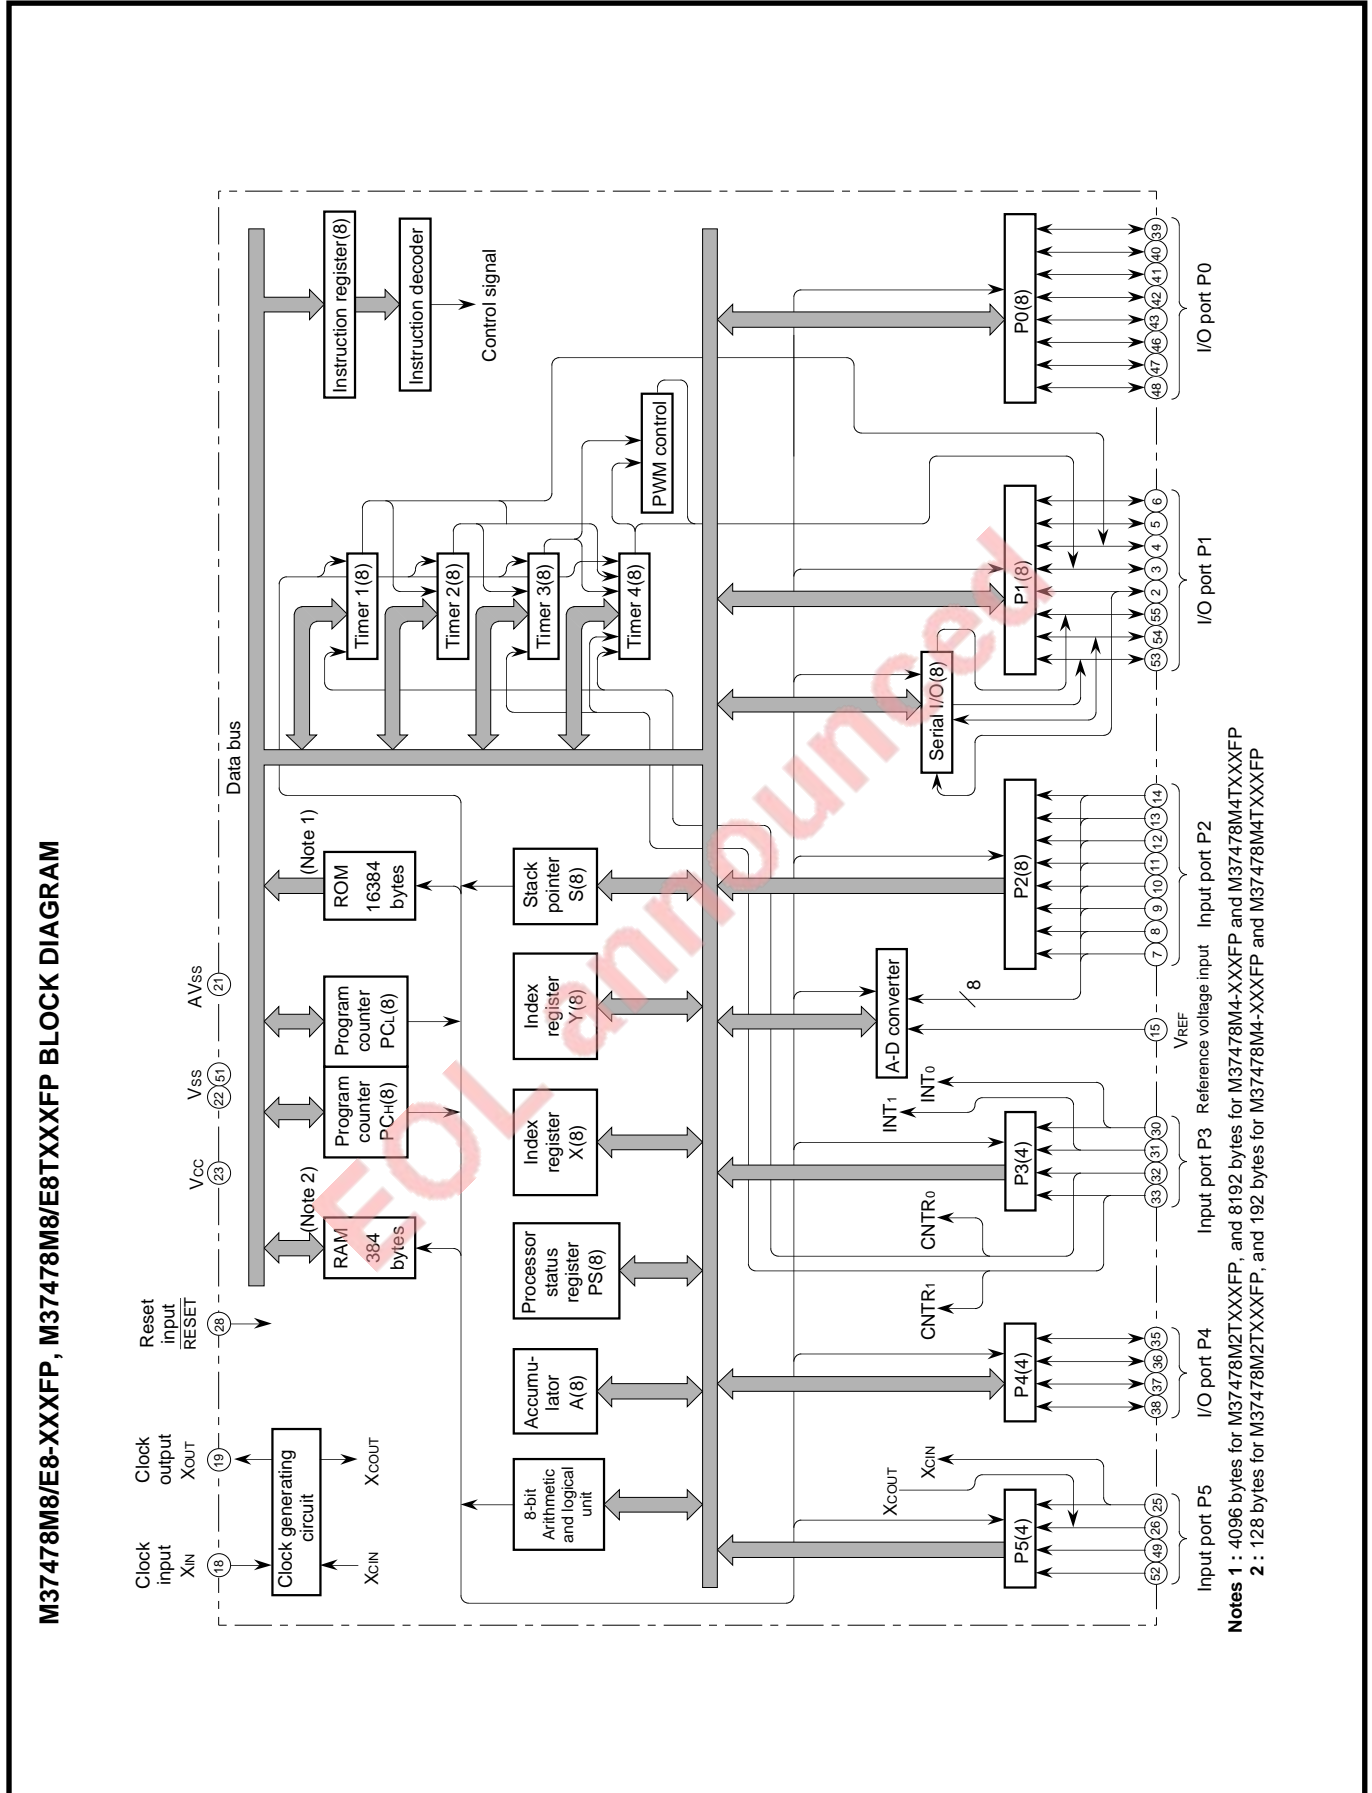 M37478M8/E8-XXXFP, M37478M8/E8TXXXFP BLOCK DIAGRAM
Clock
input
XIN
18
Clock
output
XOUT
19
Reset
input
RESET
28
VCC
23
VSS
22
51
AVSS
21
Clock generating
circuit
XCIN
XCOUT
Data bus
RAM
384
bytes
(Note 2)
Program
counter
PCH(8)
Program
counter
PCL(8)
ROM
16384
bytes
(Note 1)
Timer 1(8)
Timer 2(8)
Timer 3(8)
Timer 4(8)
Instruction register(8)
Instruction decoder
Control signal
PWM control
8-bit
Arithmetic
and logical
unit
Accumu-
lator
A(8)
Processor
status
register
PS(8)
Index
register
X(8)
Index
register
Y(8)
Stack
pointer
S(8)
XCOUT
XCIN
CNTR1
CNTR0
INT1
INT0
A-D converter
8
Serial I/O(8)
P5(4)
P4(4)
P3(4)
P2(8)
P1(8)
P0(8)
52 49 26 25
38 37 36 35
33 32 31 30
15
7 8 9 10 11 12 13 14
53 54 55 2 3 4 5 6
48 47 46 43 42 41 40 39
VREF
Input port P5
I/O port P4
Input port P3
Reference voltage input
Input port P2
I/O port P1
I/O port P0
Notes 1 : 4096 bytes for M37478M2TXXXFP, and 8192 bytes for M37478M4-XXXFP and M37478M4TXXXFP
2 : 128 bytes for M37478M2TXXXFP, and 192 bytes for M37478M4-XXXFP and M37478M4TXXXFP
EOL announced